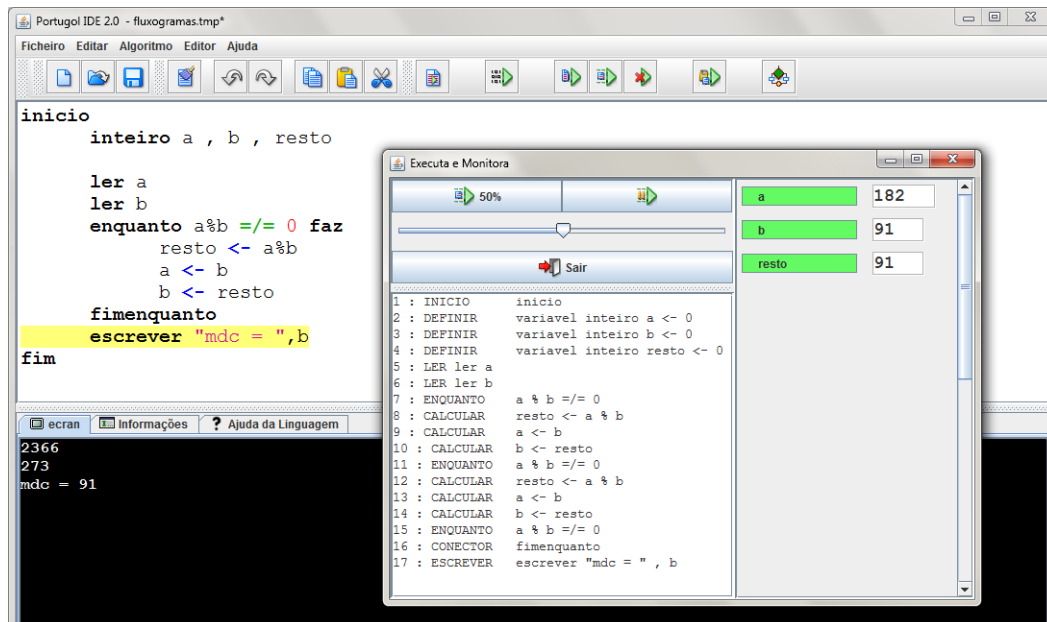 Portugol IDE 2.0 - fluxogramas.tmp*
Ficheiro Editar Algoritmo Editor Ajuda
inicio
inteiro a , b , resto
ler a
ler b
enquanto a%b =/= 0 faz
resto <- a%b
a <- b
b <- resto
fimenquanto
escrever "mdc = ",b
fim
ecran Informações ? Ajuda da Linguagem
2366
273
mdc = 91
Executa e Monitora
50%
Sair
1 : INICIO inicio
2 : DEFINIR variavel inteiro a <- 0
3 : DEFINIR variavel inteiro b <- 0
4 : DEFINIR variavel inteiro resto <- 0
5 : LER ler a
6 : LER ler b
7 : ENQUANTO a % b =/= 0
8 : CALCULAR resto <- a % b
9 : CALCULAR a <- b
10 : CALCULAR b <- resto
11 : ENQUANTO a % b =/= 0
12 : CALCULAR resto <- a % b
13 : CALCULAR a <- b
14 : CALCULAR b <- resto
15 : ENQUANTO a % b =/= 0
16 : CONECTOR fimenquanto
17 : ESCREVER escrever "mdc = " , b
a 182
b 91
resto 91